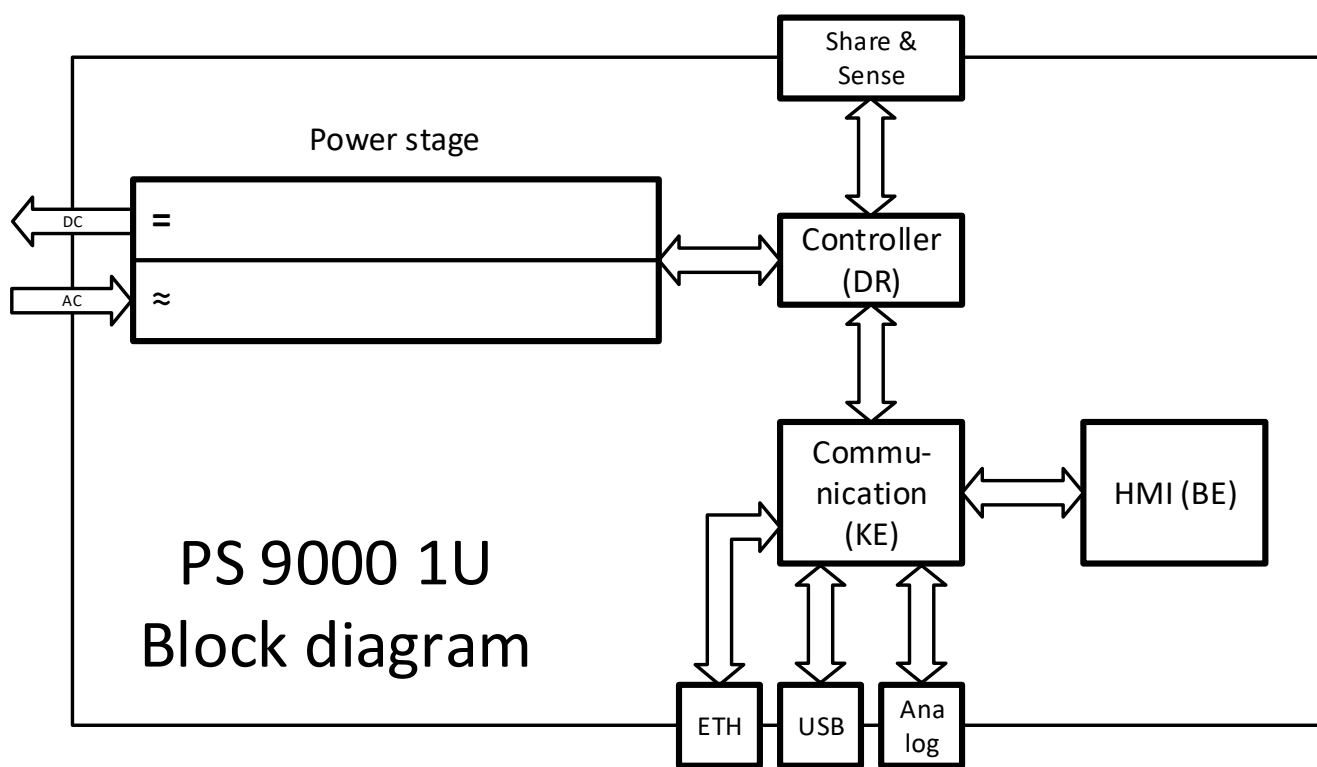 Share &
Sense
Power stage
DC
=
Controller
(DR)
AC
≈
Commu-
nication
(KE)
HMI (BE)
PS 9000 1U
Block diagram
ETH
USB
Ana
log